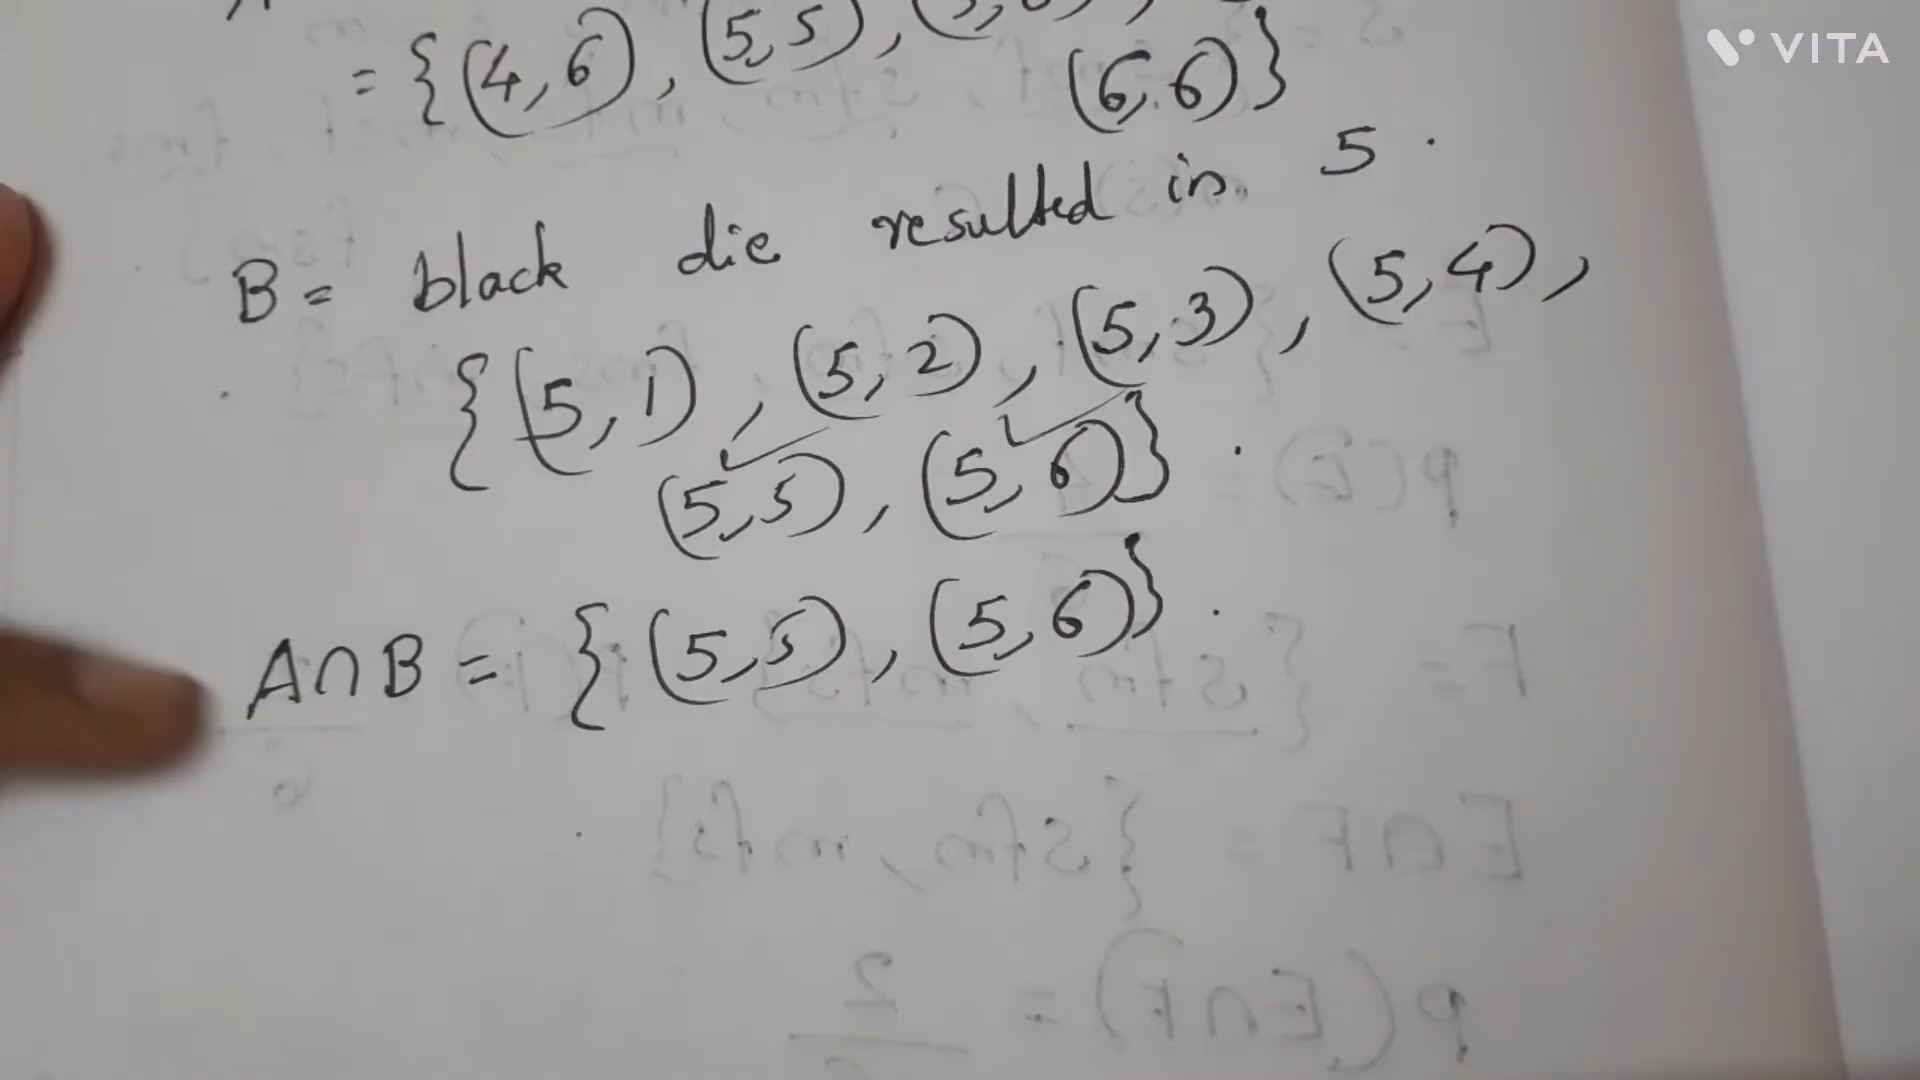 = {(4,6), (5,5),
(6,6)}
B = black die resulted in 5.
{(5,1), (5,2), (5,3), (5,4),
(5,5), (5,6)}.
A∩B = {(5,5), (5,6)}.
VITA